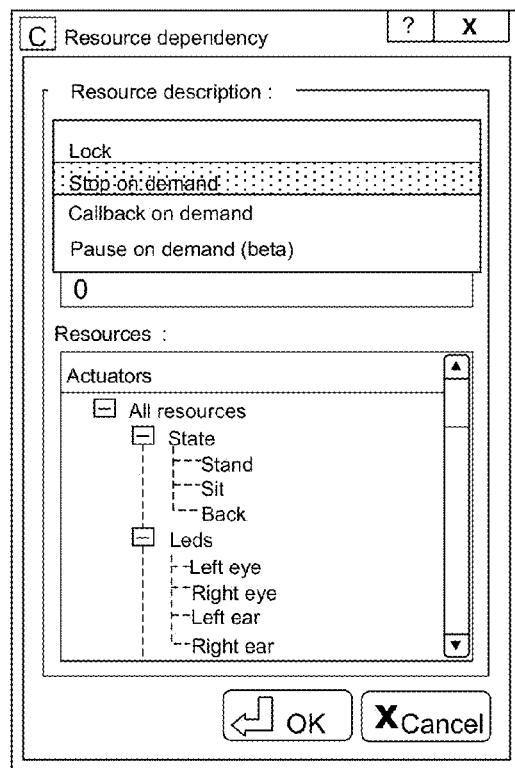 C Resource dependency ? X
Resource description :
Lock
Stop on demand
Callback on demand
Pause on demand (beta)
0
Resources :
Actuators
All resources
State
Stand
Sit
Back
Leds
Left eye
Right eye
Left ear
Right ear
OK X Cancel